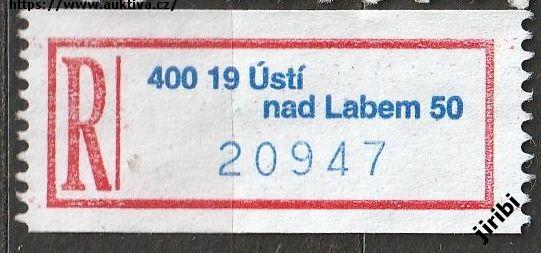 https://www.auktiva.cz/
R
400 19 Ústí
nad Labem 50
20947
jiribi